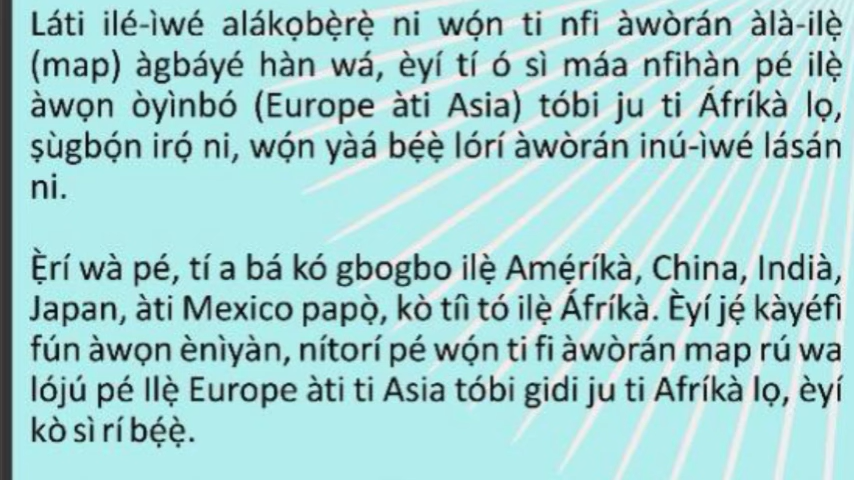 Láti ilé-ìwé alákọbẹ̀rẹ̀ ni wọ́n ti nfi àwòrán àlà-ilẹ̀
(map) àgbáyé hàn wá, èyí tí ó sì máa nfihàn pé ilẹ̀
àwọn òyìnbó (Europe àti Asia) tóbi ju ti Áfríkà lọ,
ṣùgbọ́n irọ́ ni, wọ́n yàá bẹ́ẹ̀ lórí àwòrán inú-ìwé lásán
ni.
Ẹ̀rí wà pé, tí a bá kó gbogbo ilẹ̀ Amẹ́ríkà, China, Indià,
Japan, àti Mexico papọ̀, kò tíì tó ilẹ̀ Áfríkà. Èyí jẹ́ kàyéfì
fún àwọn ènìyàn, nítorí pé wọ́n ti fi àwòrán map rú wa
lójú pé Ilẹ̀ Europe àti ti Asia tóbi gidi ju ti Afríkà lọ, èyí
kò sì rí bẹ́ẹ̀.